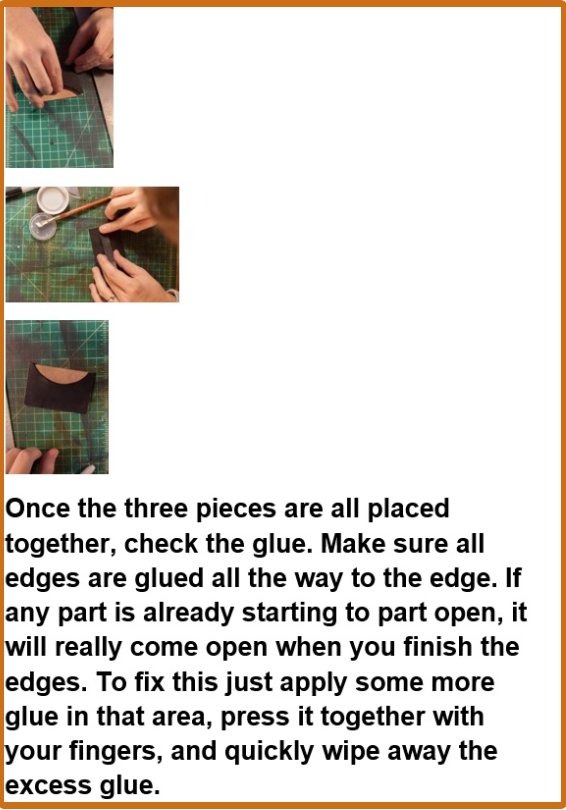 Once the three pieces are all placed
together, check the glue. Make sure all
edges are glued all the way to the edge. If
any part is already starting to part open, it
will really come open when you finish the
edges. To fix this just apply some more
glue in that area, press it together with
your fingers, and quickly wipe away the
excess glue.